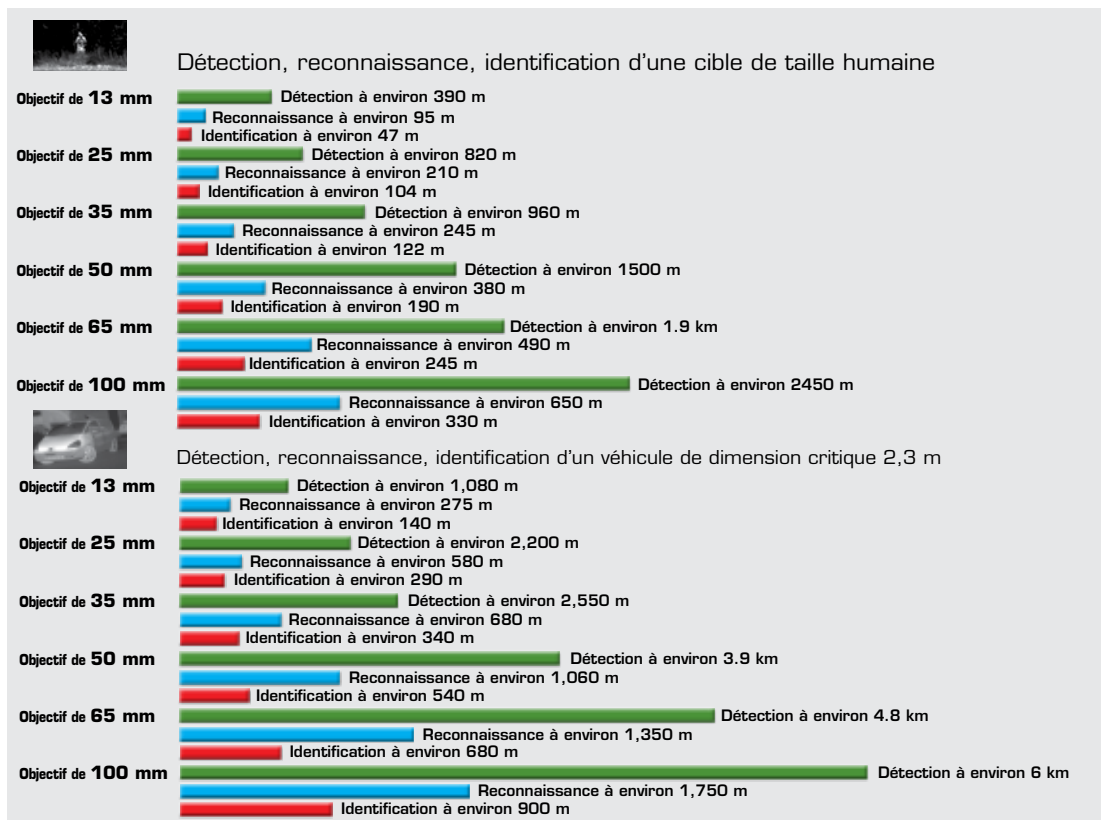 Détection, reconnaissance, identification d'une cible de taille humaine
Objectif de 13 mm Détection à environ 390 m
Reconnaissance à environ 95 m
Identification à environ 47 m
Objectif de 25 mm Détection à environ 820 m
Reconnaissance à environ 210 m
Identification à environ 104 m
Objectif de 35 mm Détection à environ 960 m
Reconnaissance à environ 245 m
Identification à environ 122 m
Objectif de 50 mm Détection à environ 1500 m
Reconnaissance à environ 380 m
Identification à environ 190 m
Objectif de 65 mm Détection à environ 1.9 km
Reconnaissance à environ 490 m
Identification à environ 245 m
Objectif de 100 mm Détection à environ 2450 m
Reconnaissance à environ 650 m
Identification à environ 330 m
Détection, reconnaissance, identification d'un véhicule de dimension critique 2,3 m
Objectif de 13 mm Détection à environ 1,080 m
Reconnaissance à environ 275 m
Identification à environ 140 m
Objectif de 25 mm Détection à environ 2,200 m
Reconnaissance à environ 580 m
Identification à environ 290 m
Objectif de 35 mm Détection à environ 2,550 m
Reconnaissance à environ 680 m
Identification à environ 340 m
Objectif de 50 mm Détection à environ 3.9 km
Reconnaissance à environ 1,060 m
Identification à environ 540 m
Objectif de 65 mm Détection à environ 4.8 km
Reconnaissance à environ 1,350 m
Identification à environ 680 m
Objectif de 100 mm Détection à environ 6 km
Reconnaissance à environ 1,750 m
Identification à environ 900 m